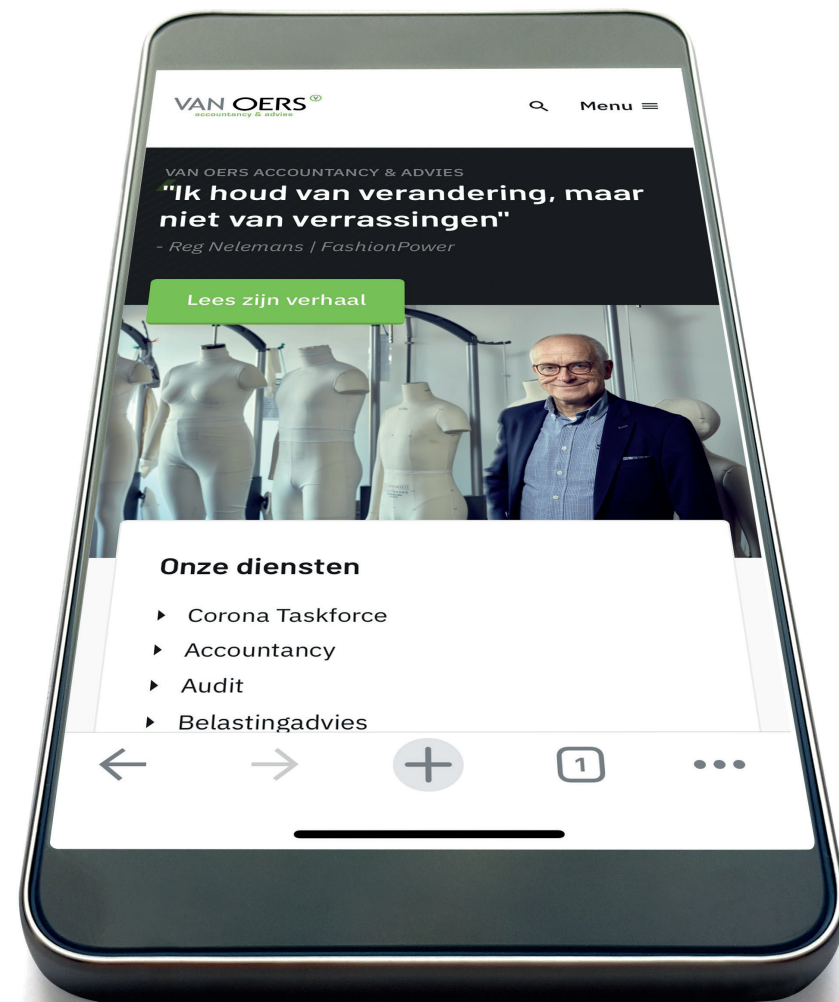 VAN OERS
accountancy & advies
Menu
VAN OERS ACCOUNTANCY & ADVIES
"Ik houd van verandering, maar
niet van verrassingen"
- Reg Nelemans | FashionPower
Lees zijn verhaal
Onze diensten
Corona Taskforce
Accountancy
Audit
Belastingadvies
1